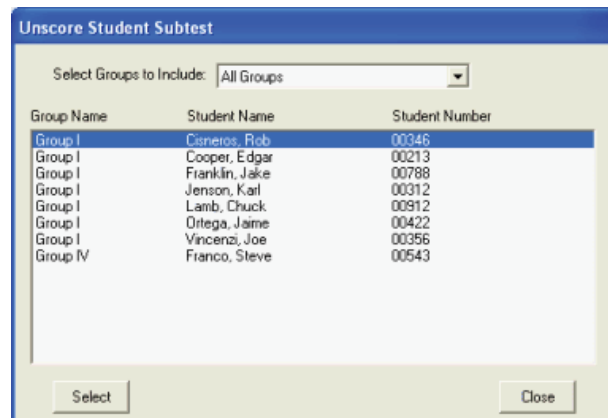 Unscore Student Subtest
Select Groups to Include: All Groups
Group Name Student Name Student Number
Group I Cisneros, Rob 00346
Group I Cooper, Edgar 00213
Group I Franklin, Jake 00788
Group I Jenson, Karl 00312
Group I Lamb, Chuck 00912
Group I Ortega, Jaime 00422
Group I Vincenzi, Joe 00356
Group IV Franco, Steve 00543
Select Close